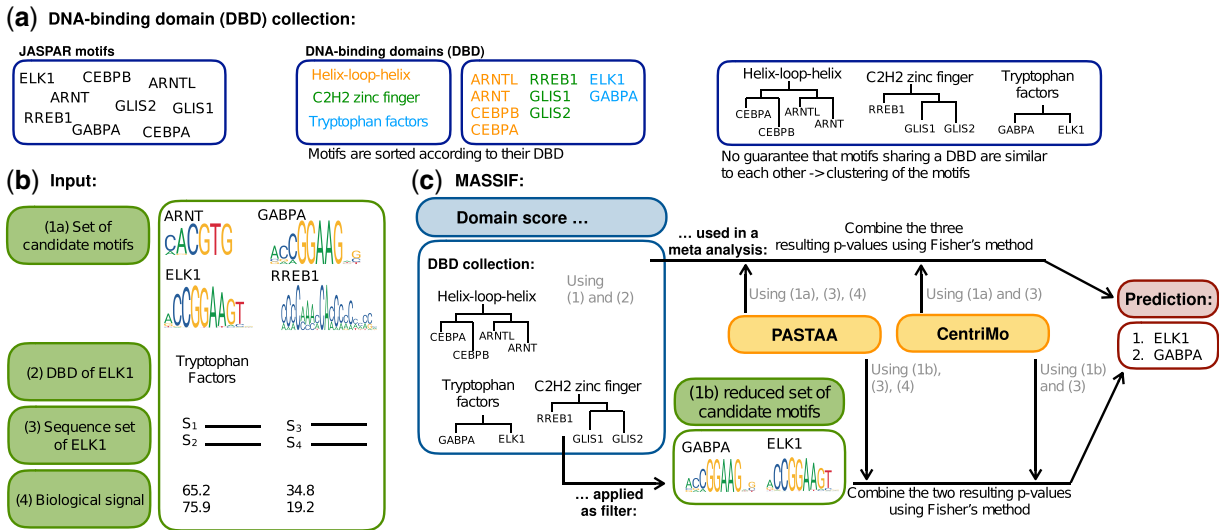 (a) DNA-binding domain (DBD) collection:
JASPAR motifs
ELK1 CEBPB ARNTL
ARNT GLIS2 GLIS1
RREB1 GABPA CEBPA
DNA-binding domains (DBD)
Helix-loop-helix
C2H2 zinc finger
Tryptophan factors
ARNTL RREB1 ELK1
ARNT GLIS1 GABPA
CEBPB GLIS2
CEBPA
Motifs are sorted according to their DBD
Helix-loop-helix
CEBPA ARNTL
CEBPB ARNT
C2H2 zinc finger
RREB1
GLIS1 GLIS2
Tryptophan
factors
GABPA ELK1
No guarantee that motifs sharing a DBD are similar
to each other -> clustering of the motifs
(b) Input:
(1a) Set of
candidate motifs
ARNT
CACGTG
GABPA
ACCGGAAG
ELK1
ACCGGAAGT
RREB1
(2) DBD of ELK1
Tryptophan
Factors
(3) Sequence set
of ELK1
S1 S3
S2 S4
(4) Biological signal
65.2 34.8
75.9 19.2
(c) MASSIF:
Domain score ...
DBD collection:
Using
(1) and (2)
Helix-loop-helix
CEBPA ARNTL
CEBPB ARNT
Tryptophan
factors
GABPA ELK1
C2H2 zinc finger
RREB1
GLIS1 GLIS2
... used in a
meta analysis:
Combine the three
resulting p-values using Fisher's method
Using (1a), (3), (4)
Using (1a) and (3)
PASTAA
CentriMo
Using (1b),
(3), (4)
Using (1b)
and (3)
... applied
as filter:
(1b) reduced set of
candidate motifs
GABPA
ACCGGAAG
ELK1
ACCGGAAGT
Combine the two resulting p-values
using Fisher's method
Prediction:
1. ELK1
2. GABPA